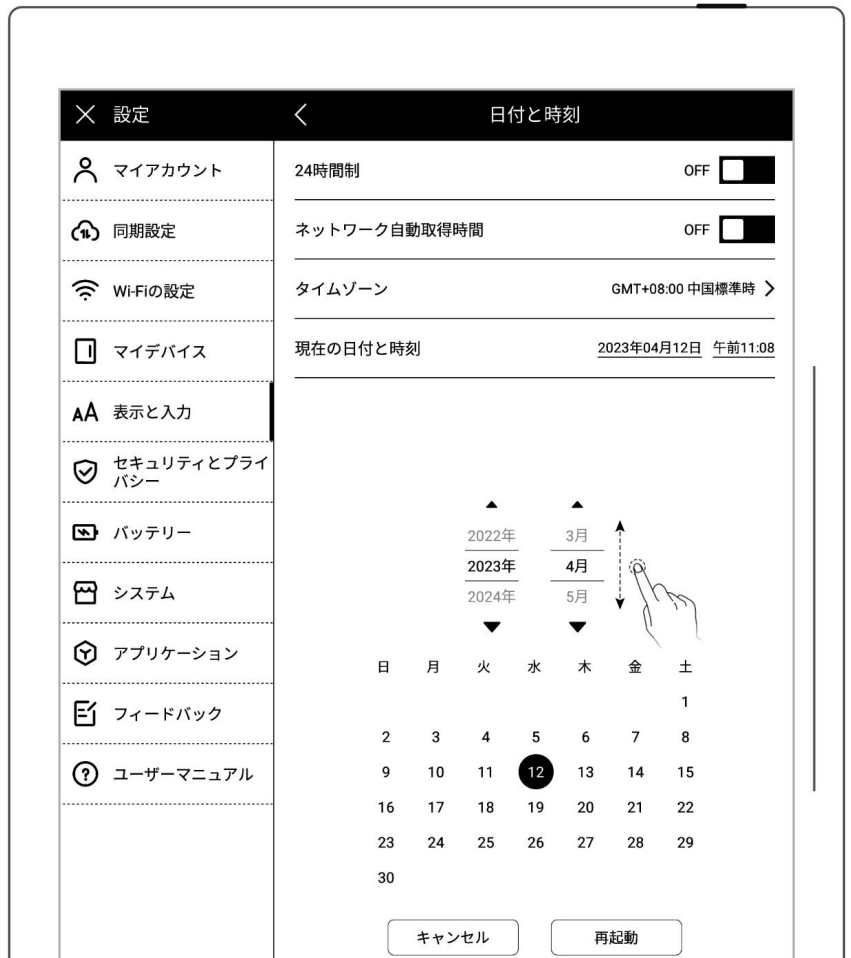 設定
日付と時刻
マイアカウント
同期設定
Wi-Fiの設定
マイデバイス
表示と入力
セキュリティとプライ
バシー
バッテリー
システム
アプリケーション
フィードバック
ユーザーマニュアル
24時間制 OFF
ネットワーク自動取得時間 OFF
タイムゾーン GMT+08:00 中国標準時
現在の日付と時刻 2023年04月12日 午前11:08
2022年 3月
2023年 4月
2024年 5月
日 月 火 水 木 金 土
1
2 3 4 5 6 7 8
9 10 11 12 13 14 15
16 17 18 19 20 21 22
23 24 25 26 27 28 29
30
キャンセル 再起動